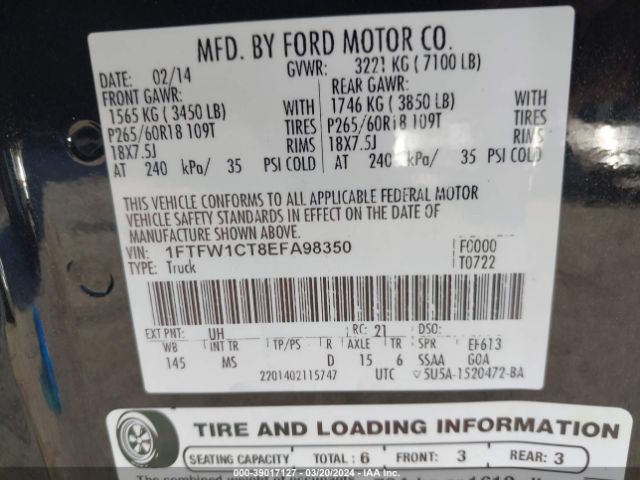 MFD. BY FORD MOTOR CO.
DATE: 02/14 GVWR: 3221 KG ( 7100 LB)
FRONT GAWR: REAR GAWR:
1565 KG ( 3450 LB) WITH 1746 KG ( 3850 LB) WITH
P265/60R18 109T TIRES P265/60R18 109T TIRES
18X7.5J RIMS 18X7.5J RIMS
AT 240 kPa/ 35 PSI COLD AT 240 kPa/ 35 PSI COLD
THIS VEHICLE CONFORMS TO ALL APPLICABLE FEDERAL MOTOR
VEHICLE SAFETY STANDARDS IN EFFECT ON THE DATE OF
MANUFACTURE SHOWN ABOVE.
VIN: 1FTFW1CT8EFA98350 F0000
TYPE: Truck T0722
EXT PNT: UH RC: 21 DSO:
WB INT TR TP/PS R AXLE TR SPR EF613
145 MS D 15 6 SSAA GOA
2201402115747 UTC 5U5A-1520472-BA
TIRE AND LOADING INFORMATION
SEATING CAPACITY TOTAL : 6 FRONT: 3 REAR: 3
The combined weight of
000-39017127 - 03/20/2024 - IAA Inc.